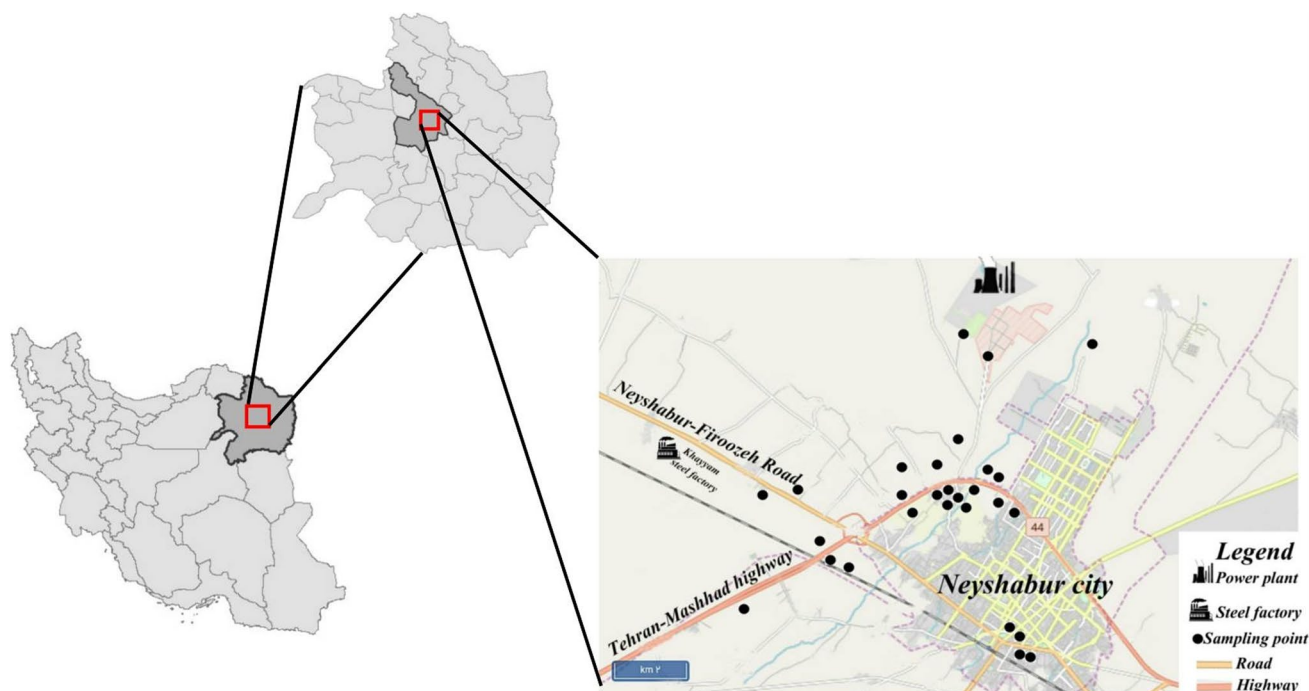 Neyshabur-Firoozeh Road
Khayyam
steel factory
44
Tehran-Mashhad highway
Neyshabur city
km ۲
Legend
Power plant
Steel factory
Sampling point
Road
Highway